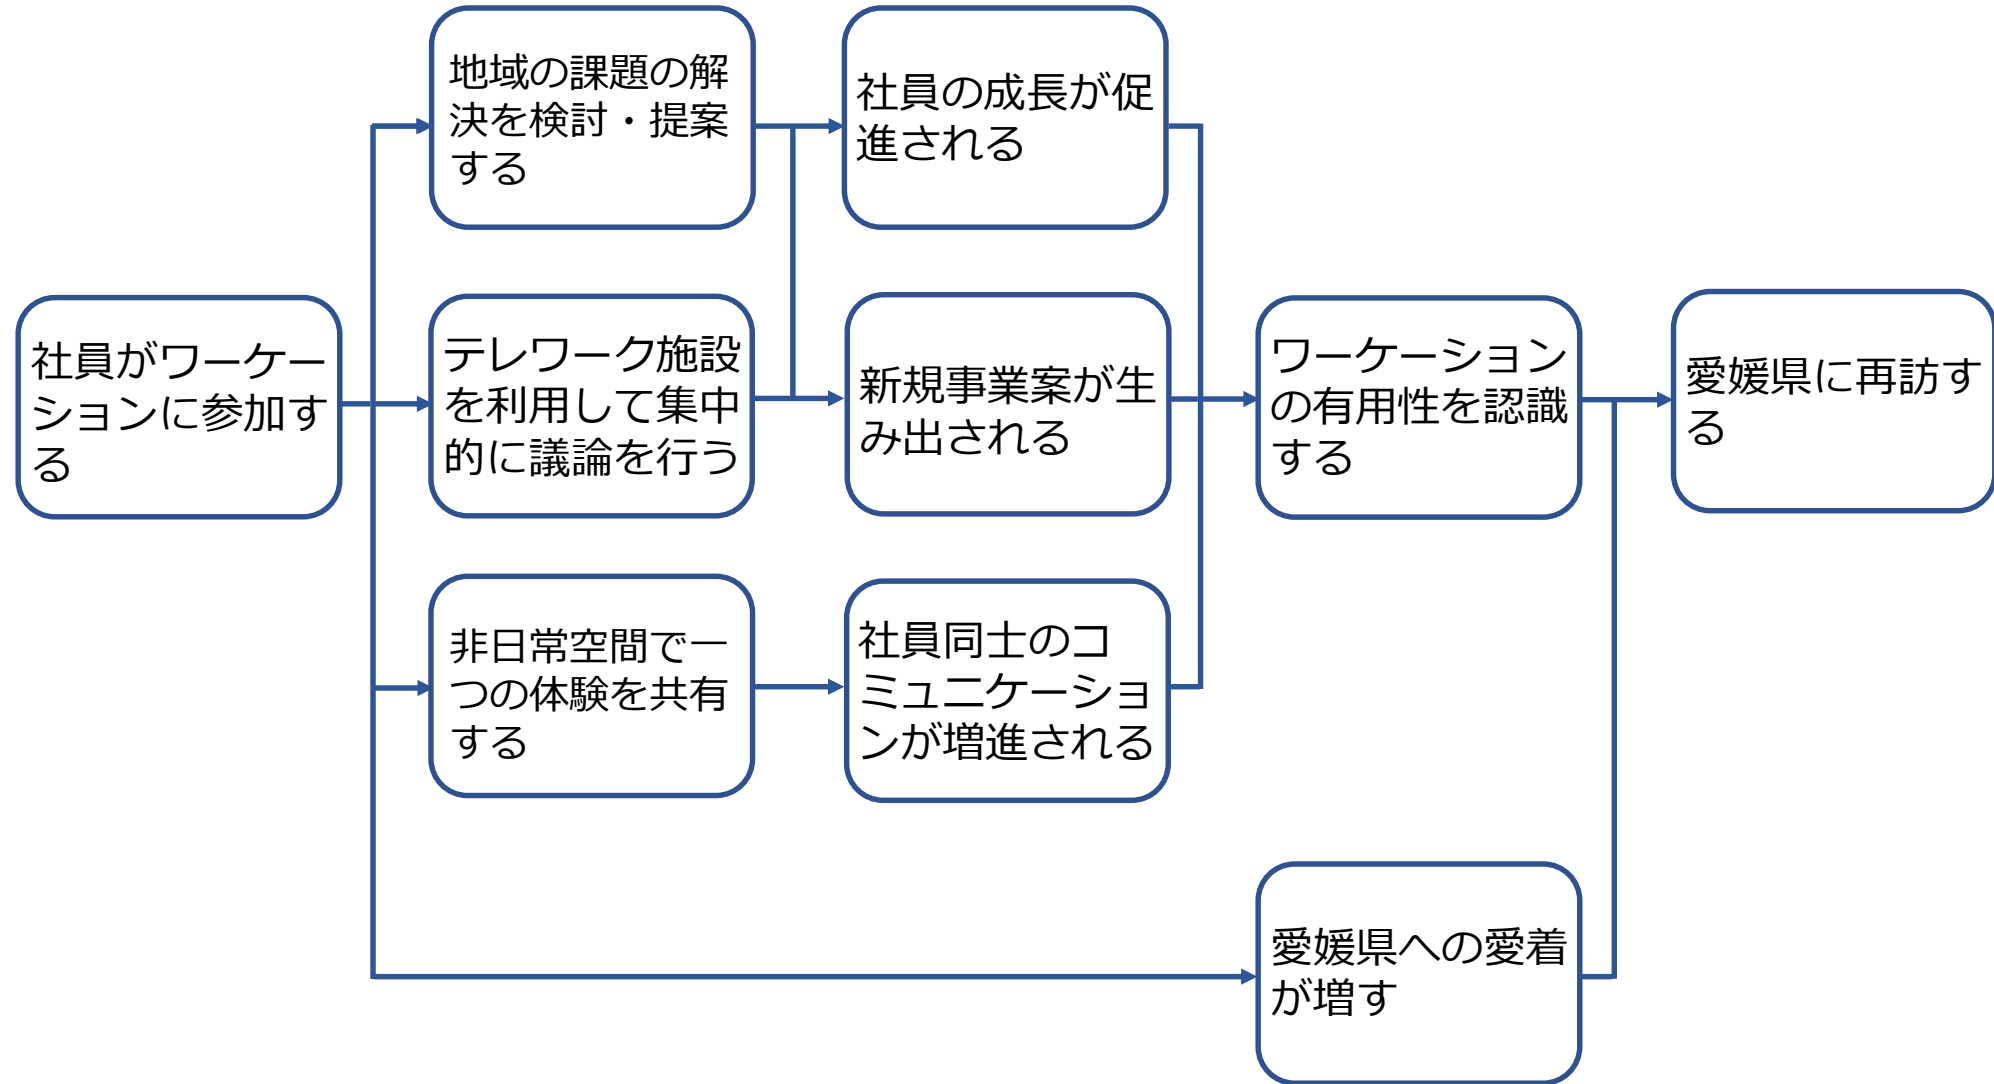 地域の課題の解
決を検討・提案
する
社員の成長が促
進される
社員がワーケー
ションに参加す
る
テレワーク施設
を利用して集中
的に議論を行う
新規事業案が生
み出される
ワーケーション
の有用性を認識
する
愛媛県に再訪す
る
非日常空間で一
つの体験を共有
する
社員同士のコ
ミュニケーショ
ンが増進される
愛媛県への愛着
が増す